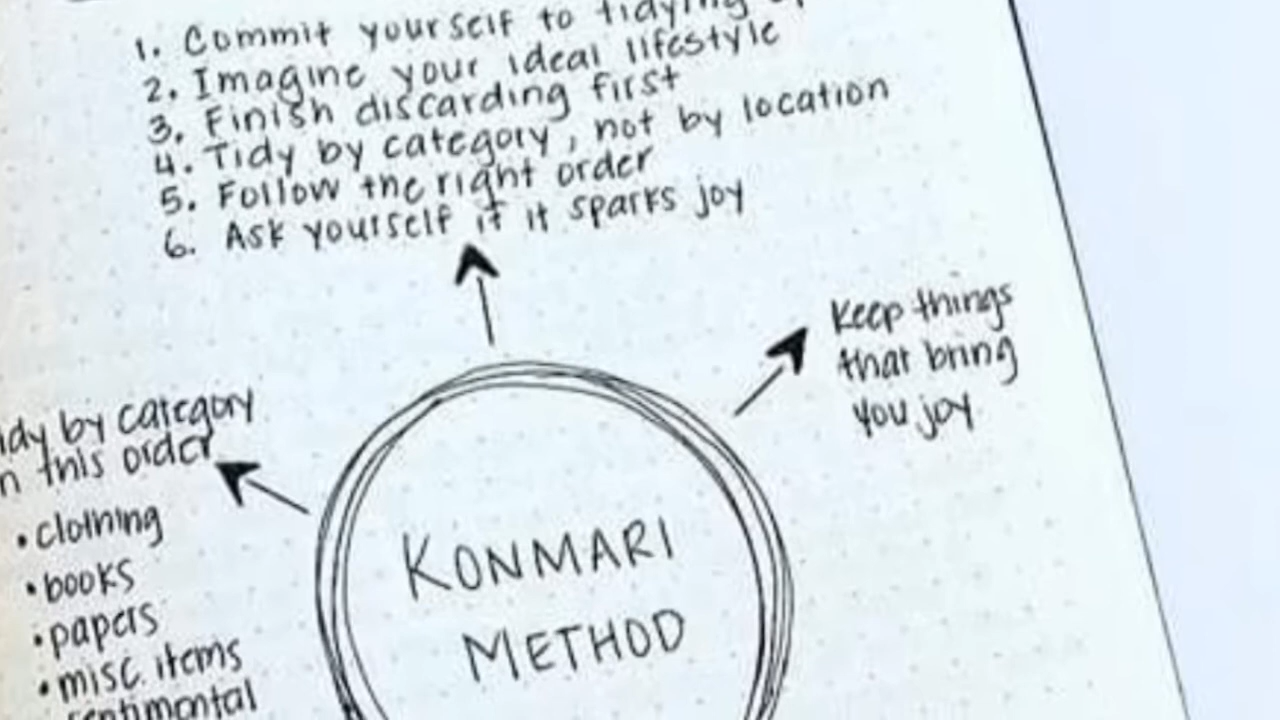 1. Commit yourself to tidying
2. Imagine your ideal lifestyle
3. Finish discarding first
4. Tidy by category, not by location
5. Follow the right order
6. Ask yourself if it sparks joy
Keep things
that bring
you joy
by category
this order
• clothing
• books
• papers
• misc. items
sentimental
KONMARI
METHOD